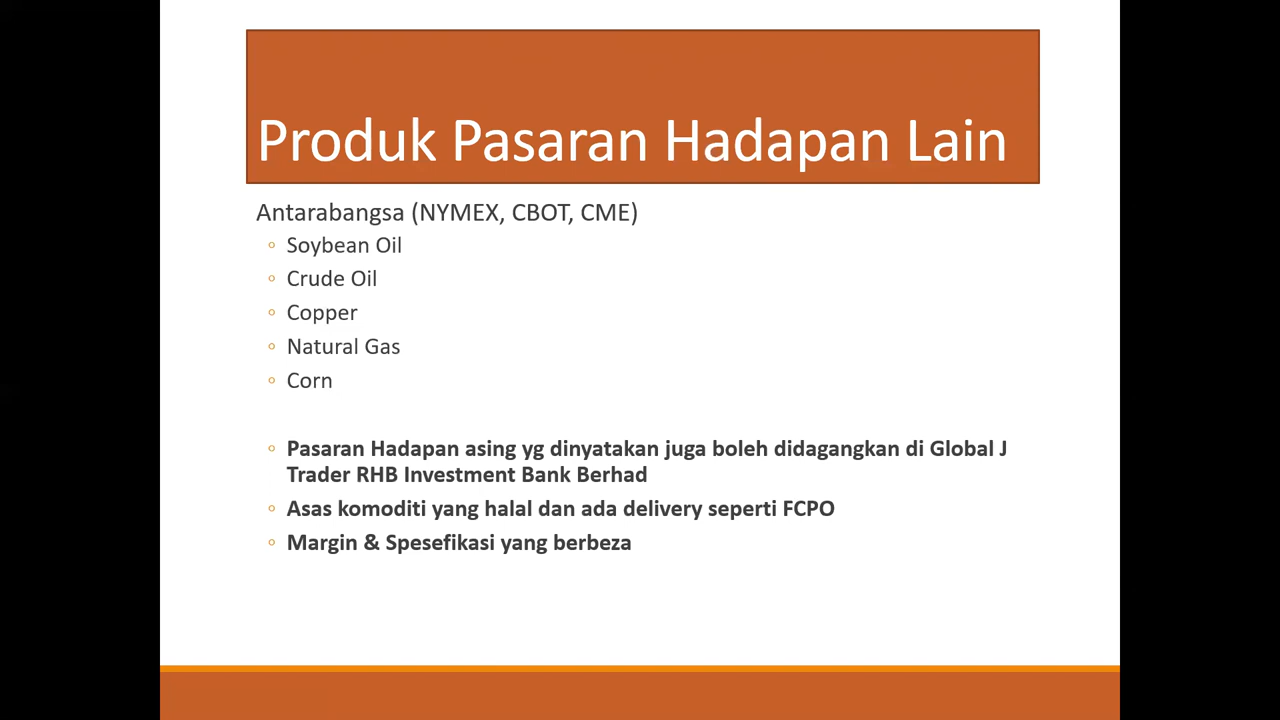 Produk Pasaran Hadapan Lain
Antarabangsa (NYMEX, CBOT, CME)
◦ Soybean Oil
◦ Crude Oil
◦ Copper
◦ Natural Gas
◦ Corn
◦ Pasaran Hadapan asing yg dinyatakan juga boleh didagangkan di Global J
Trader RHB Investment Bank Berhad
◦ Asas komoditi yang halal dan ada delivery seperti FCPO
◦ Margin & Spesefikasi yang berbeza